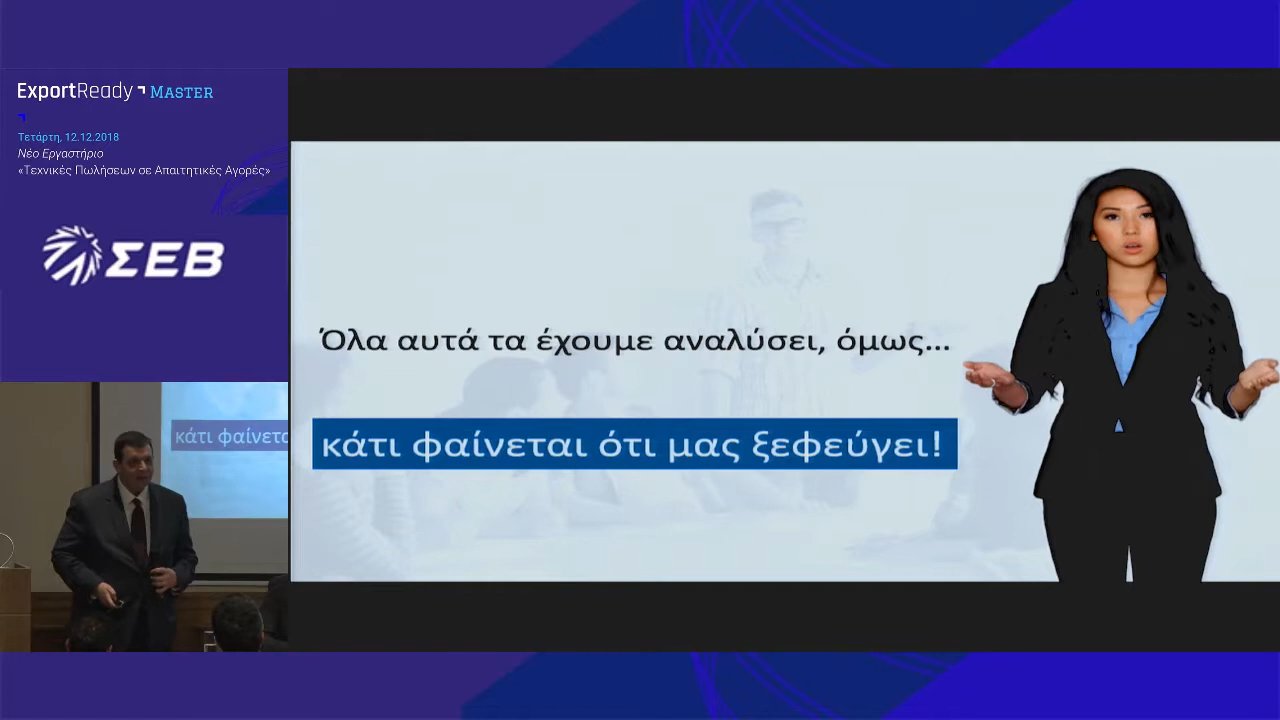 ExportReady MASTER
Τετάρτη, 12.12.2018
Νέο Εργαστήριο
«Τεχνικές Πωλήσεων σε Απαιτητικές Αγορές»
ΣΕΒ
κάτι φαίνετα
Όλα αυτά τα έχουμε αναλύσει, όμως...
κάτι φαίνεται ότι μας ξεφεύγει!